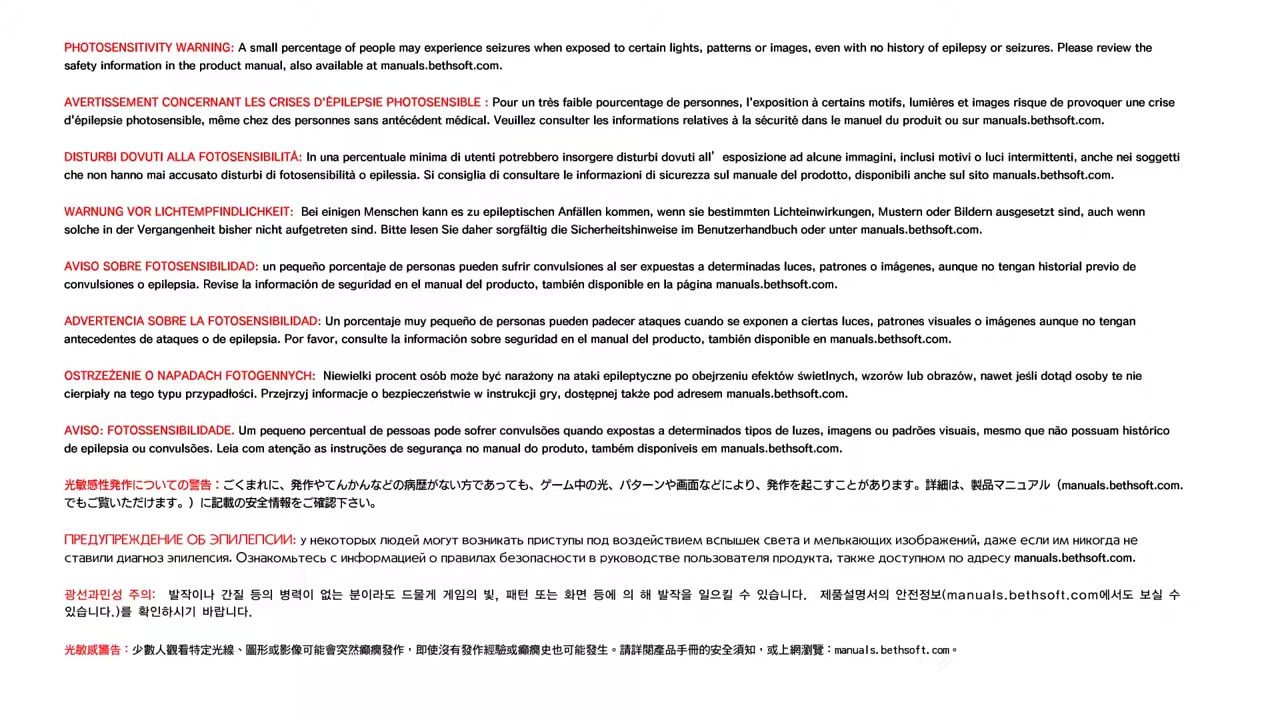 PHOTOSENSITIVITY WARNING: A small percentage of people may experience seizures when exposed to certain lights, patterns or images, even with no history of epilepsy or seizures. Please review the
safety information in the product manual, also available at manuals.bethsoft.com.
AVERTISSEMENT CONCERNANT LES CRISES D'ÉPILEPSIE PHOTOSENSIBLE : Pour un très faible pourcentage de personnes, l'exposition à certains motifs, lumières et images risque de provoquer une crise
d'épilepsie photosensible, même chez des personnes sans antécédent médical. Veuillez consulter les informations relatives à la sécurité dans le manuel du produit ou sur manuals.bethsoft.com.
DISTURBI DOVUTI ALLA FOTOSENSIBILITÀ: In una percentuale minima di utenti potrebbero insorgere disturbi dovuti all’ esposizione ad alcune immagini, inclusi motivi o luci intermittenti, anche nei soggetti
che non hanno mai accusato disturbi di fotosensibilità o epilessia. Si consiglia di consultare le informazioni di sicurezza sul manuale del prodotto, disponibili anche sul sito manuals.bethsoft.com.
WARNUNG VOR LICHTEMPFINDLICHKEIT: Bei einigen Menschen kann es zu epileptischen Anfällen kommen, wenn sie bestimmten Lichteinwirkungen, Mustern oder Bildern ausgesetzt sind, auch wenn
solche in der Vergangenheit bisher nicht aufgetreten sind. Bitte lesen Sie daher sorgfältig die Sicherheitshinweise im Benutzerhandbuch oder unter manuals.bethsoft.com.
AVISO SOBRE FOTOSENSIBILIDAD: un pequeño porcentaje de personas pueden sufrir convulsiones al ser expuestas a determinadas luces, patrones o imágenes, aunque no tengan historial previo de
convulsiones o epilepsia. Revise la información de seguridad en el manual del producto, también disponible en la página manuals.bethsoft.com.
ADVERTENCIA SOBRE LA FOTOSENSIBILIDAD: Un porcentaje muy pequeño de personas pueden padecer ataques cuando se exponen a ciertas luces, patrones visuales o imágenes aunque no tengan
antecedentes de ataques o de epilepsia. Por favor, consulte la información sobre seguridad en el manual del producto, también disponible en manuals.bethsoft.com.
OSTRZEŻENIE O NAPADACH FOTOGENNYCH: Niewielki procent osób może być narażony na ataki epileptyczne po obejrzeniu efektów świetlnych, wzorów lub obrazów, nawet jeśli dotąd osoby te nie
cierpiały na tego typu przypadłości. Przejrzyj informacje o bezpieczeństwie w instrukcji gry, dostępnej także pod adresem manuals.bethsoft.com.
AVISO: FOTOSSENSIBILIDADE. Um pequeno percentual de pessoas pode sofrer convulsões quando expostas a determinados tipos de luzes, imagens ou padrões visuais, mesmo que não possuam histórico
de epilepsia ou convulsões. Leia com atenção as instruções de segurança no manual do produto, também disponíveis em manuals.bethsoft.com.
光敏感性発作についての警告：ごくまれに、発作やてんかんなどの病歴がない方であっても、ゲーム中の光、パターンや画面などにより、発作を起こすことがあります。詳細は、製品マニュアル（manuals.bethsoft.com.
でもご覧いただけます。）に記載の安全情報をご確認下さい。
ПРЕДУПРЕЖДЕНИЕ ОБ ЭПИЛЕПСИИ: у некоторых людей могут возникать приступы под воздействием вспышек света и мелькающих изображений, даже если им никогда не
ставили диагноз эпилепсия. Ознакомьтесь с информацией о правилах безопасности в руководстве пользователя продукта, также доступном по адресу manuals.bethsoft.com.
광선과민성 주의: 발작이나 간질 등의 병력이 없는 분이라도 드물게 게임의 빛, 패턴 또는 화면 등에 의 해 발작을 일으킬 수 있습니다. 제품설명서의 안전정보(manuals.bethsoft.com에서도 보실 수
있습니다.)를 확인하시기 바랍니다.
光敏感警告：少數人觀看特定光線、圖形或影像可能會突然癲癇發作，即使沒有發作經驗或癲癇史也可能發生。請詳閱產品手冊的安全須知，或上網瀏覽：manuals.bethsoft.com。